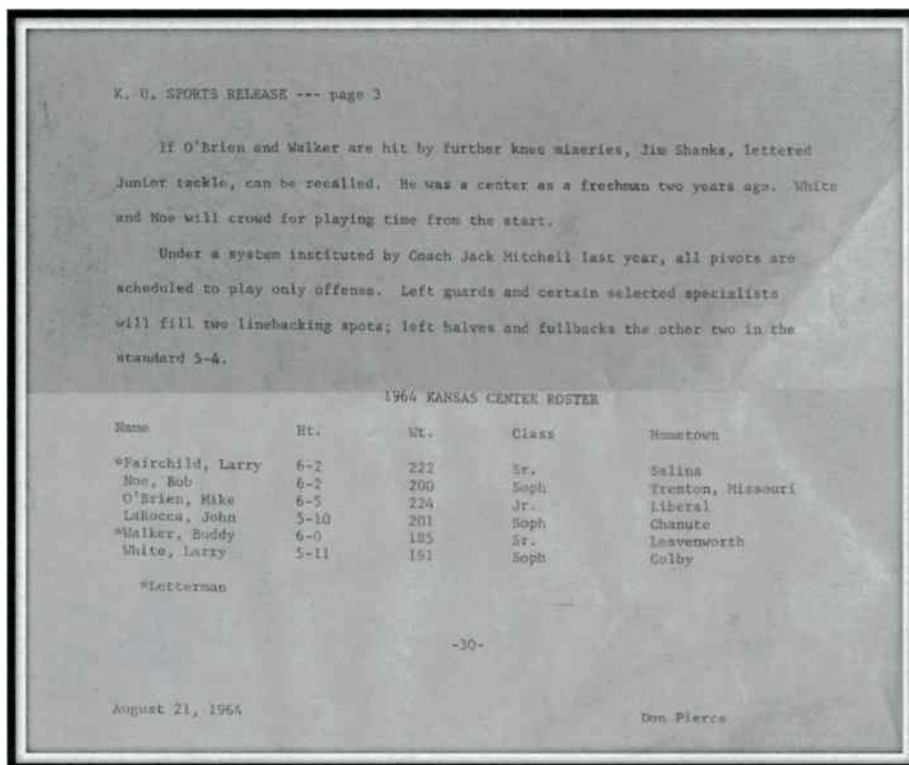 K. U. SPORTS RELEASE --- page 3
If O'Brien and Walker are hit by further knee miseries, Jim Shanks, lettered
Junior tackle, can be recalled. He was a center as a freshman two years ago. White
and Noe will crowd for playing time from the start.
Under a system instituted by Coach Jack Mitchell last year, all pivots are
scheduled to play only offense. Left guards and certain selected specialists
will fill two linebacking spots; left halves and fullbacks the other two in the
standard 5-4.
1964 KANSAS CENTER ROSTER
Name Ht. Wt. Class Hometown
*Fairchild, Larry 6-2 222 Sr. Salina
Noe, Bob 6-2 200 Soph Trenton, Missouri
O'Brien, Mike 6-5 224 Jr. Liberal
LaRocca, John 5-10 201 Soph Chanute
*Walker, Buddy 6-0 185 Sr. Leavenworth
White, Larry 5-11 191 Soph Colby
*Letterman
-30-
August 21, 1964 Don Pierce